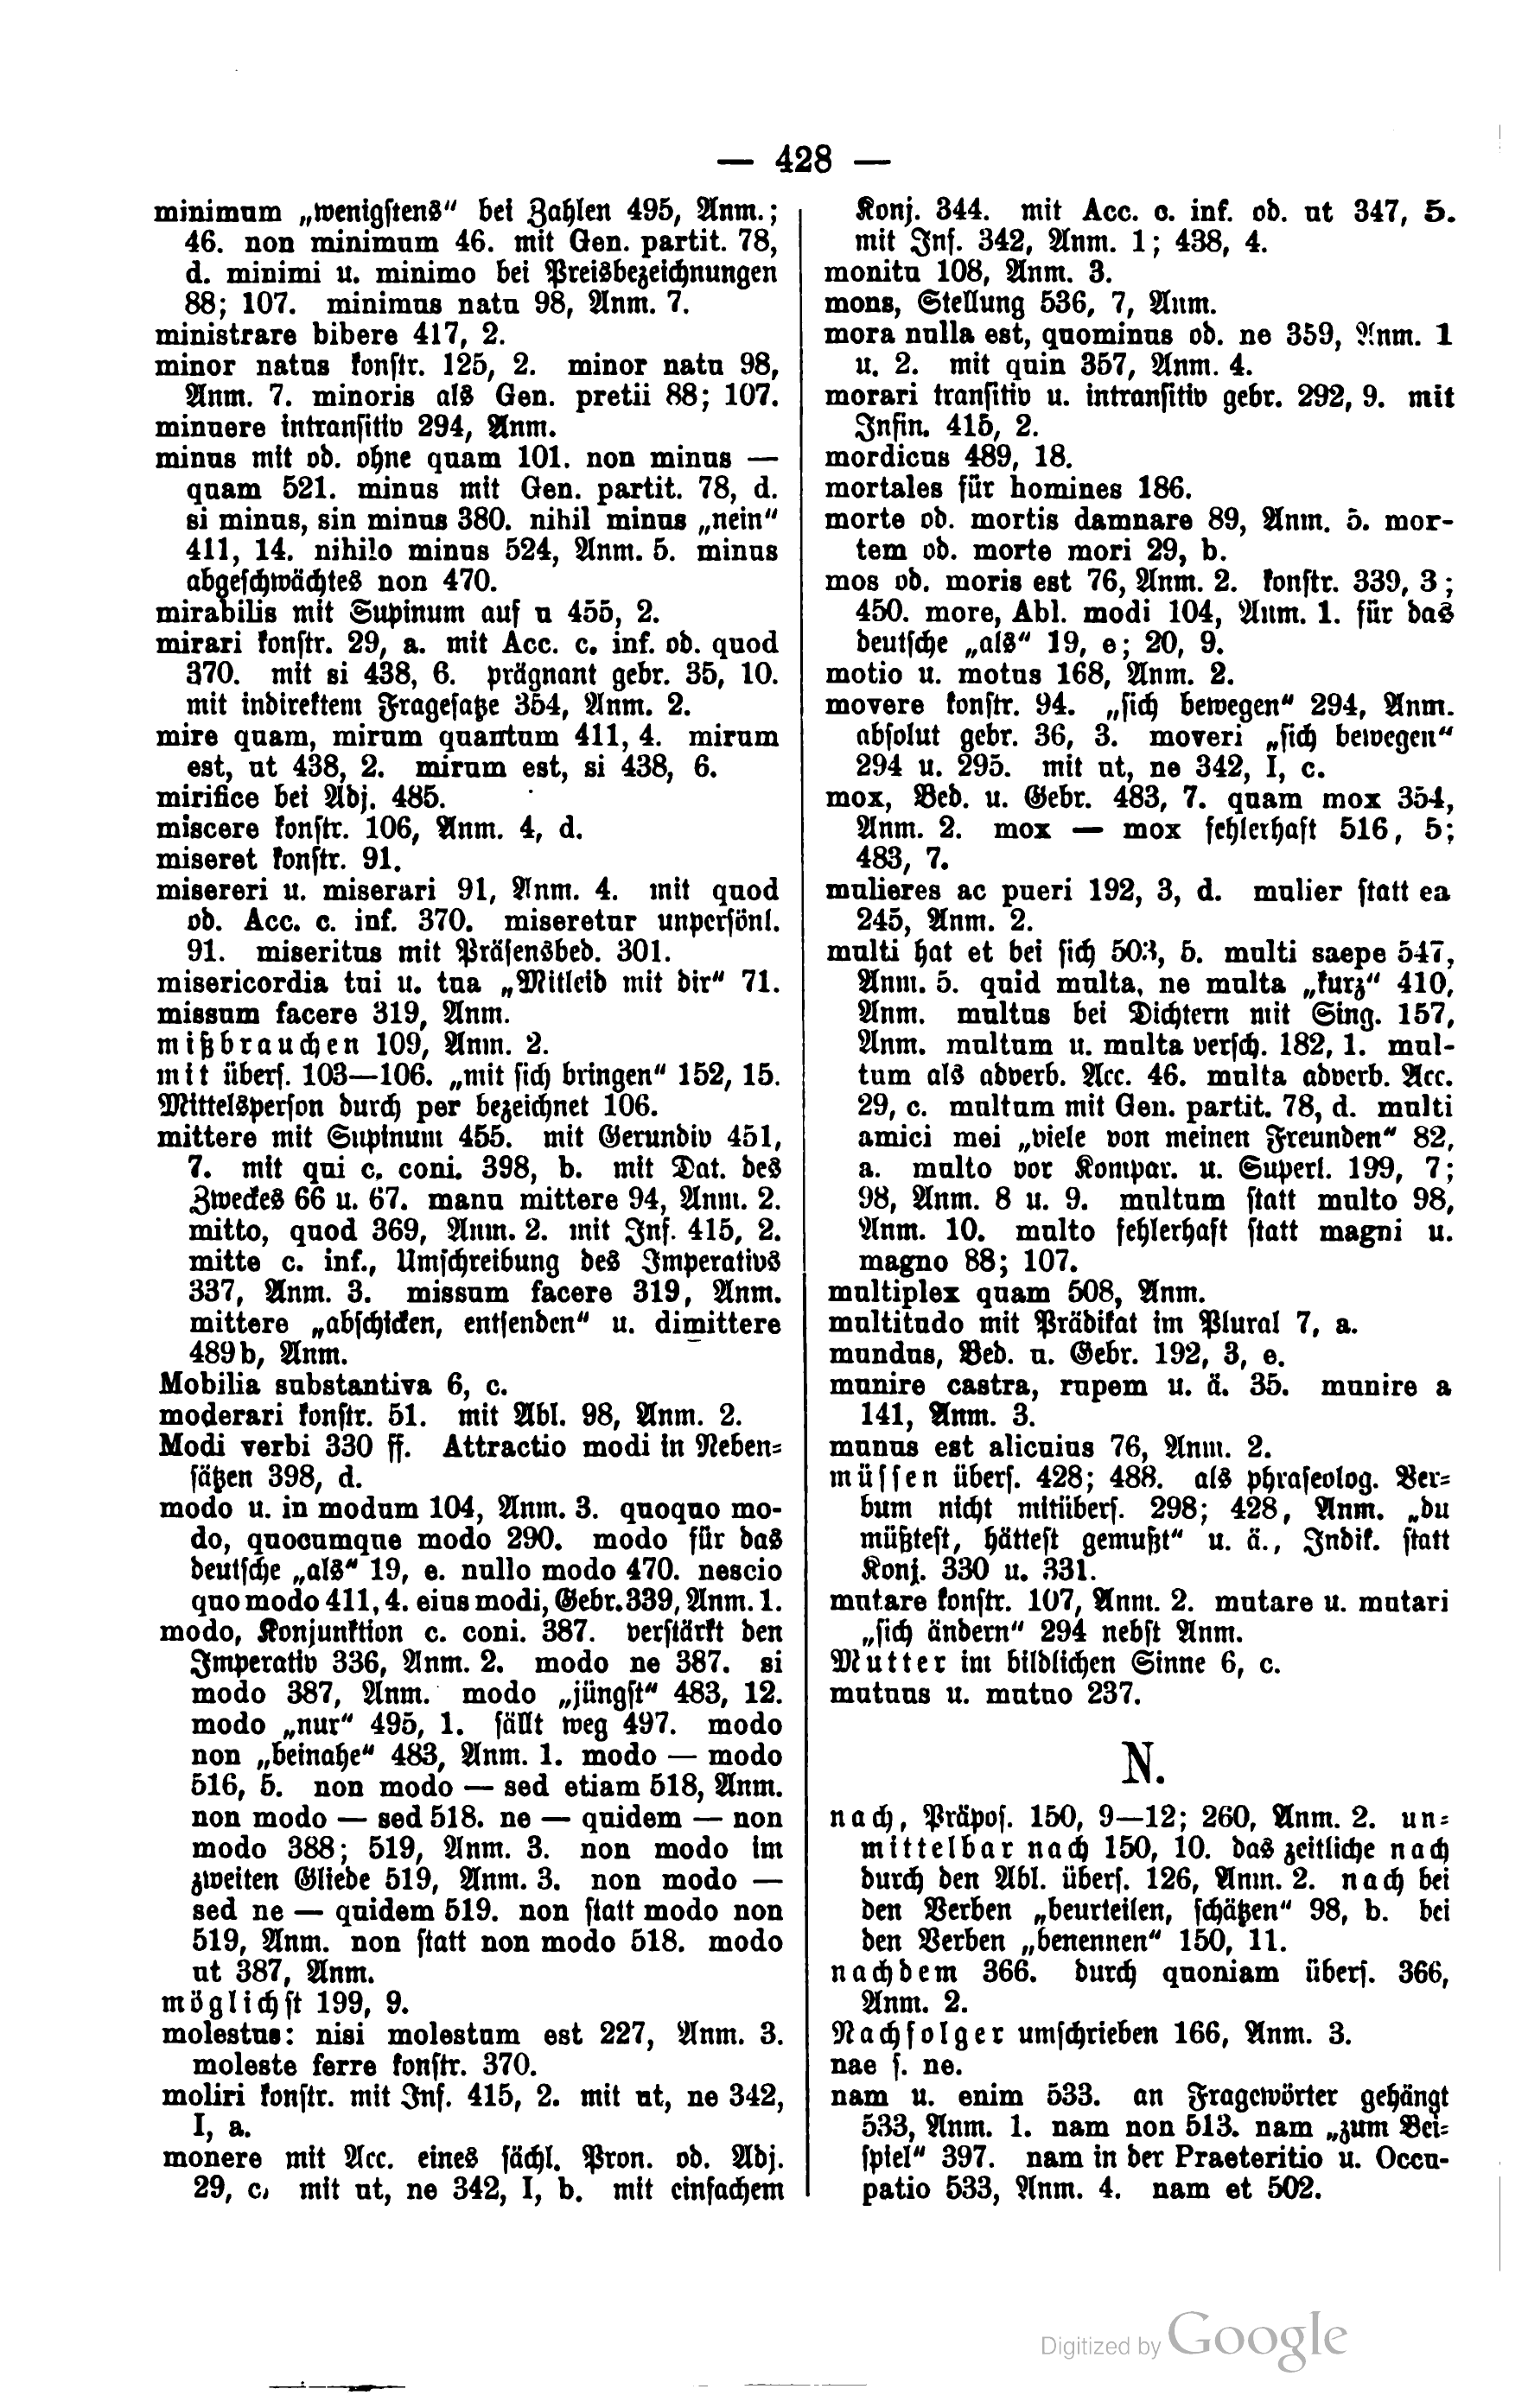 — 428 —
minimum „wenigstens“ bei Zahlen 495, Anm.;
46. non minimum 46. mit Gen. partit. 78,
d. minimi u. minimo bei Preisbezeichnungen
88; 107. minimus natu 98, Anm. 7.
ministrare bibere 417, 2.
minor natus konstr. 125, 2. minor natu 98,
Anm. 7. minoris als Gen. pretii 88; 107.
minuere intransitiv 294, Anm.
minus mit ob. ohne quam 101. non minus —
quam 521. minus mit Gen. partit. 78, d.
si minus, sin minus 380. nihil minus „nein“
411, 14. nihilo minus 524, Anm. 5. minus
abgeschwächtes non 470.
mirabilis mit Supinum auf u 455, 2.
mirari konstr. 29, a. mit Acc. c. inf. od. quod
370. mit si 438, 6. prägnant gebr. 35, 10.
mit indirektem Fragesatze 354, Anm. 2.
mire quam, mirum quantum 411, 4. mirum
est, ut 438, 2. mirum est, si 438, 6.
mirifice bei Adj. 485.
miscere konstr. 106, Anm. 4, d.
miseret konstr. 91.
misereri u. miserari 91, Anm. 4. mit quod
od. Acc. c. inf. 370. miseretur unpersönl.
91. miseritus mit Präsensbed. 301.
misericordia tui u. tua „Mitleid mit dir“ 71.
missum facere 319, Anm.
mißbrauchen 109, Anm. 2.
mit übers. 103—106. „mit sich bringen“ 152, 15.
Mittelsperson durch per bezeichnet 106.
mittere mit Supinum 455. mit Gerundiv 451,
7. mit qui c. coni. 398, b. mit Dat. des
Zweckes 66 u. 67. manu mittere 94, Anm. 2.
mitto, quod 369, Anm. 2. mit Inf. 415, 2.
mitte c. inf., Umschreibung des Imperativs
337, Anm. 3. missum facere 319, Anm.
mittere „abschicken, entsenden“ u. dimittere
489b, Anm.
Mobilia substantiva 6, c.
moderari konstr. 51. mit Abl. 98, Anm. 2.
Modi verbi 330 ff. Attractio modi in Neben-
sätzen 398, d.
modo u. in modum 104, Anm. 3. quoquo mo-
do, quocumque modo 290. modo für das
deutsche „als“ 19, e. nullo modo 470. nescio
quo modo 411, 4. eius modi, Gebr. 339, Anm. 1.
modo, Konjunktion c. coni. 387. verstärkt den
Imperativ 336, Anm. 2. modo ne 387. si
modo 387, Anm. modo „jüngst“ 483, 12.
modo „nur“ 495, 1. fällt weg 497. modo
non „beinahe“ 483, Anm. 1. modo — modo
516, 5. non modo — sed etiam 518, Anm.
non modo — sed 518. ne — quidem — non
modo 388; 519, Anm. 3. non modo im
zweiten Gliede 519, Anm. 3. non modo —
sed ne — quidem 519. non statt modo non
519, Anm. non statt non modo 518. modo
ut 387, Anm.
möglichst 199, 9.
molestus: nisi molestum est 227, Anm. 3.
moleste ferre konstr. 370.
moliri konstr. mit Inf. 415, 2. mit ut, ne 342,
I, a.
monere mit Acc. eines sächl. Pron. od. Adj.
29, c, mit ut, ne 342, I, b. mit einfachem
Konj. 344. mit Acc. c. inf. od. ut 347, 5.
mit Inf. 342, Anm. 1; 438, 4.
monitu 108, Anm. 3.
mons, Stellung 536, 7, Anm.
mora nulla est, quominus od. ne 359, Anm. 1
u. 2. mit quin 357, Anm. 4.
morari transitiv u. intransitiv gebr. 292, 9. mit
Infin. 415, 2.
mordicus 489, 18.
mortales für homines 186.
morte od. mortis damnare 89, Anm. 5. mor-
tem od. morte mori 29, b.
mos od. moris est 76, Anm. 2. konstr. 339, 3;
450. more, Abl. modi 104, Anm. 1. für das
deutsche „als“ 19, e; 20, 9.
motio u. motus 168, Anm. 2.
movere konstr. 94. „sich bewegen“ 294, Anm.
absolut gebr. 36, 3. moveri „sich bewegen“
294 u. 295. mit ut, ne 342, I, c.
mox, Bed. u. Gebr. 483, 7. quam mox 354,
Anm. 2. mox — mox fehlerhaft 516, 5;
483, 7.
mulieres ac pueri 192, 3, d. mulier statt ea
245, Anm. 2.
multi hat et bei sich 503, 5. multi saepe 547,
Anm. 5. quid multa, ne multa „kurz“ 410,
Anm. multus bei Dichtern mit Sing. 157,
Anm. multum u. multa versch. 182, 1. mul-
tum als adverb. Acc. 46. multa adverb. Acc.
29, c. multum mit Gen. partit. 78, d. multi
amici mei „viele von meinen Freunden“ 82,
a. multo vor Kompar. u. Superl. 199, 7;
98, Anm. 8 u. 9. multum statt multo 98,
Anm. 10. multo fehlerhaft statt magni u.
magno 88; 107.
multiplex quam 508, Anm.
multitudo mit Prädikat im Plural 7, a.
mundus, Bed. u. Gebr. 192, 3, e.
munire castra, rupem u. ä. 35. munire a
141, Anm. 3.
munus est alicuius 76, Anm. 2.
müssen übers. 428; 488. als phraseolog. Ver-
bum nicht mitübers. 298; 428, Anm. „du
müßtest, hättest gemußt“ u. ä., Indik. statt
Konj. 330 u. 331.
mutare konstr. 107, Anm. 2. mutare u. mutari
„sich ändern“ 294 nebst Anm.
Mutter im bildlichen Sinne 6, c.
mutuus u. mutuo 237.
N.
nach, Präpos. 150, 9—12; 260, Anm. 2. un-
mittelbar nach 150, 10. das zeitliche nach
durch den Abl. übers. 126, Anm. 2. nach bei
den Verben „beurteilen, schätzen“ 98, b. bei
den Verben „benennen“ 150, 11.
nachdem 366. durch quoniam übers. 366,
Anm. 2.
Nachfolger umschrieben 166, Anm. 3.
nae s. ne.
nam u. enim 533. an Fragewörter gehängt
533, Anm. 1. nam non 513. nam „zum Bei-
spiel“ 397. nam in der Praeteritio u. Occu-
patio 533, Anm. 4. nam et 502.
Digitized by Google